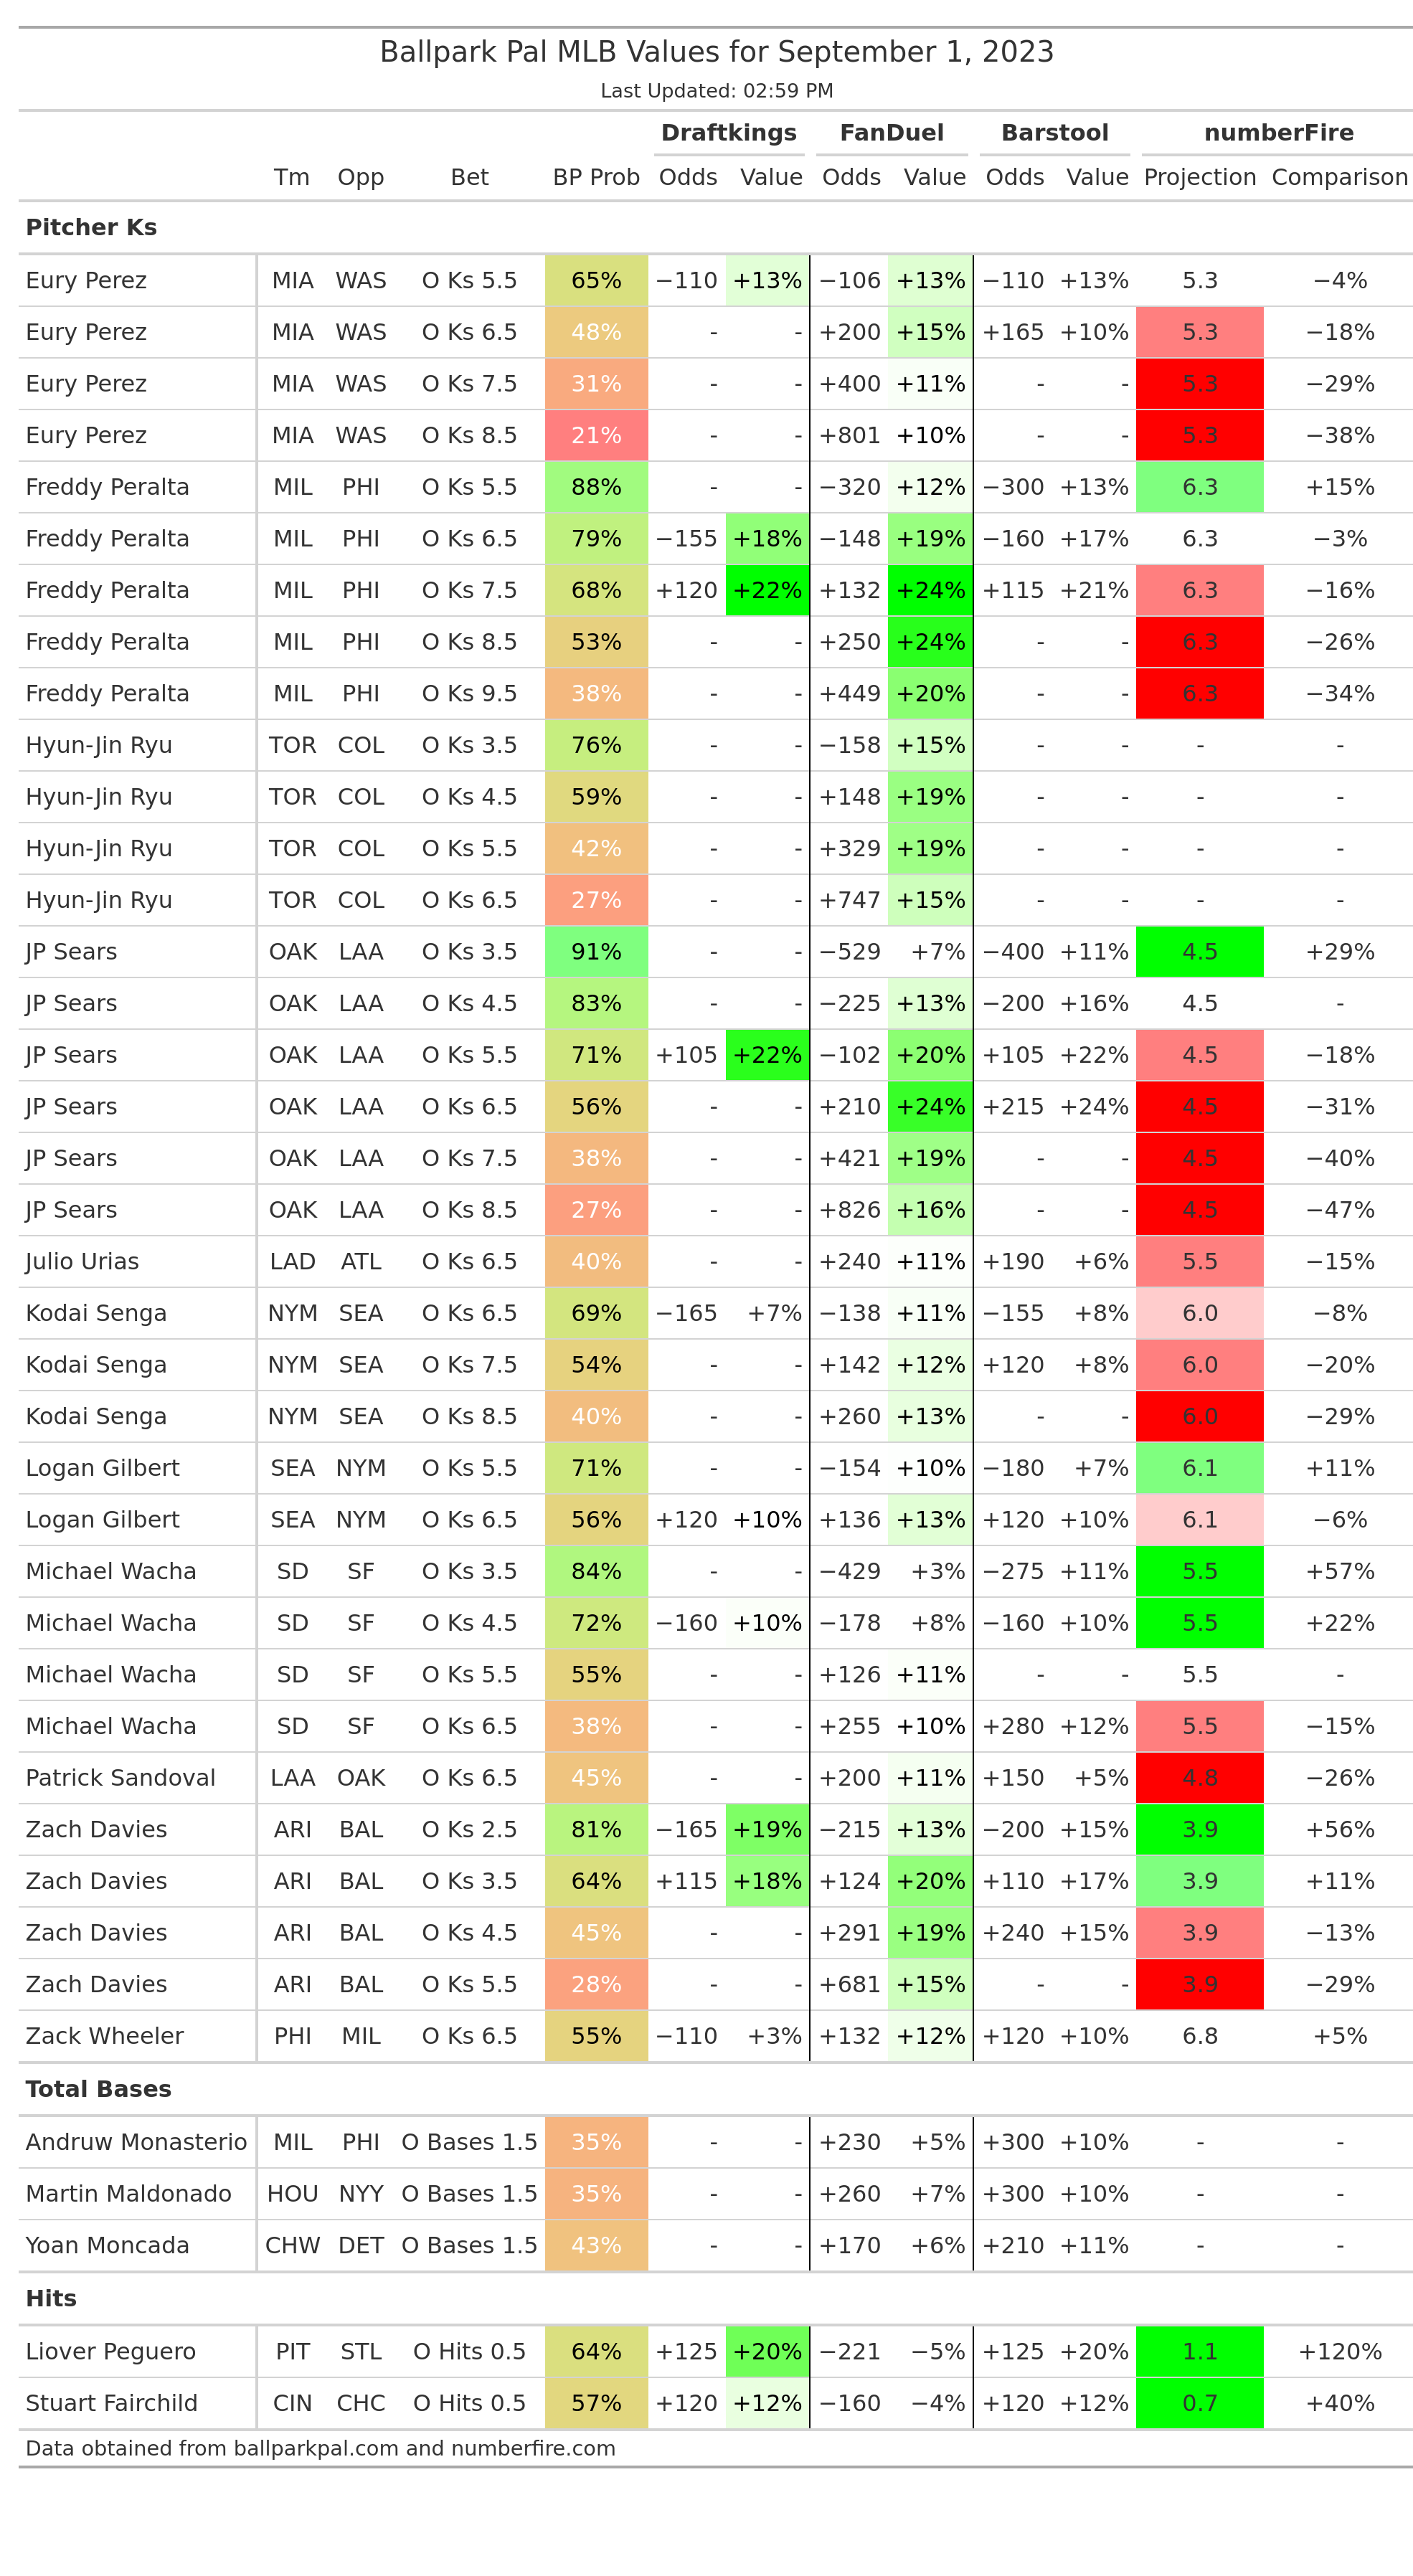 Ballpark Pal MLB Values for September 1, 2023
Last Updated: 02:59 PM
Draftkings FanDuel Barstool numberFire
Tm Opp Bet BP Prob Odds Value Odds Value Odds Value Projection Comparison
Pitcher Ks
Eury Perez MIA WAS O Ks 5.5 65% −110 +13% −106 +13% −110 +13% 5.3 −4%
Eury Perez MIA WAS O Ks 6.5 48% - - +200 +15% +165 +10% 5.3 −18%
Eury Perez MIA WAS O Ks 7.5 31% - - +400 +11% - - 5.3 −29%
Eury Perez MIA WAS O Ks 8.5 21% - - +801 +10% - - 5.3 −38%
Freddy Peralta MIL PHI O Ks 5.5 88% - - −320 +12% −300 +13% 6.3 +15%
Freddy Peralta MIL PHI O Ks 6.5 79% −155 +18% −148 +19% −160 +17% 6.3 −3%
Freddy Peralta MIL PHI O Ks 7.5 68% +120 +22% +132 +24% +115 +21% 6.3 −16%
Freddy Peralta MIL PHI O Ks 8.5 53% - - +250 +24% - - 6.3 −26%
Freddy Peralta MIL PHI O Ks 9.5 38% - - +449 +20% - - 6.3 −34%
Hyun-Jin Ryu TOR COL O Ks 3.5 76% - - −158 +15% - - - -
Hyun-Jin Ryu TOR COL O Ks 4.5 59% - - +148 +19% - - - -
Hyun-Jin Ryu TOR COL O Ks 5.5 42% - - +329 +19% - - - -
Hyun-Jin Ryu TOR COL O Ks 6.5 27% - - +747 +15% - - - -
JP Sears OAK LAA O Ks 3.5 91% - - −529 +7% −400 +11% 4.5 +29%
JP Sears OAK LAA O Ks 4.5 83% - - −225 +13% −200 +16% 4.5 -
JP Sears OAK LAA O Ks 5.5 71% +105 +22% −102 +20% +105 +22% 4.5 −18%
JP Sears OAK LAA O Ks 6.5 56% - - +210 +24% +215 +24% 4.5 −31%
JP Sears OAK LAA O Ks 7.5 38% - - +421 +19% - - 4.5 −40%
JP Sears OAK LAA O Ks 8.5 27% - - +826 +16% - - 4.5 −47%
Julio Urias LAD ATL O Ks 6.5 40% - - +240 +11% +190 +6% 5.5 −15%
Kodai Senga NYM SEA O Ks 6.5 69% −165 +7% −138 +11% −155 +8% 6.0 −8%
Kodai Senga NYM SEA O Ks 7.5 54% - - +142 +12% +120 +8% 6.0 −20%
Kodai Senga NYM SEA O Ks 8.5 40% - - +260 +13% - - 6.0 −29%
Logan Gilbert SEA NYM O Ks 5.5 71% - - −154 +10% −180 +7% 6.1 +11%
Logan Gilbert SEA NYM O Ks 6.5 56% +120 +10% +136 +13% +120 +10% 6.1 −6%
Michael Wacha SD SF O Ks 3.5 84% - - −429 +3% −275 +11% 5.5 +57%
Michael Wacha SD SF O Ks 4.5 72% −160 +10% −178 +8% −160 +10% 5.5 +22%
Michael Wacha SD SF O Ks 5.5 55% - - +126 +11% - - 5.5 -
Michael Wacha SD SF O Ks 6.5 38% - - +255 +10% +280 +12% 5.5 −15%
Patrick Sandoval LAA OAK O Ks 6.5 45% - - +200 +11% +150 +5% 4.8 −26%
Zach Davies ARI BAL O Ks 2.5 81% −165 +19% −215 +13% −200 +15% 3.9 +56%
Zach Davies ARI BAL O Ks 3.5 64% +115 +18% +124 +20% +110 +17% 3.9 +11%
Zach Davies ARI BAL O Ks 4.5 45% - - +291 +19% +240 +15% 3.9 −13%
Zach Davies ARI BAL O Ks 5.5 28% - - +681 +15% - - 3.9 −29%
Zack Wheeler PHI MIL O Ks 6.5 55% −110 +3% +132 +12% +120 +10% 6.8 +5%
Total Bases
Andruw Monasterio MIL PHI O Bases 1.5 35% - - +230 +5% +300 +10% - -
Martin Maldonado HOU NYY O Bases 1.5 35% - - +260 +7% +300 +10% - -
Yoan Moncada CHW DET O Bases 1.5 43% - - +170 +6% +210 +11% - -
Hits
Liover Peguero PIT STL O Hits 0.5 64% +125 +20% −221 −5% +125 +20% 1.1 +120%
Stuart Fairchild CIN CHC O Hits 0.5 57% +120 +12% −160 −4% +120 +12% 0.7 +40%
Data obtained from ballparkpal.com and numberfire.com